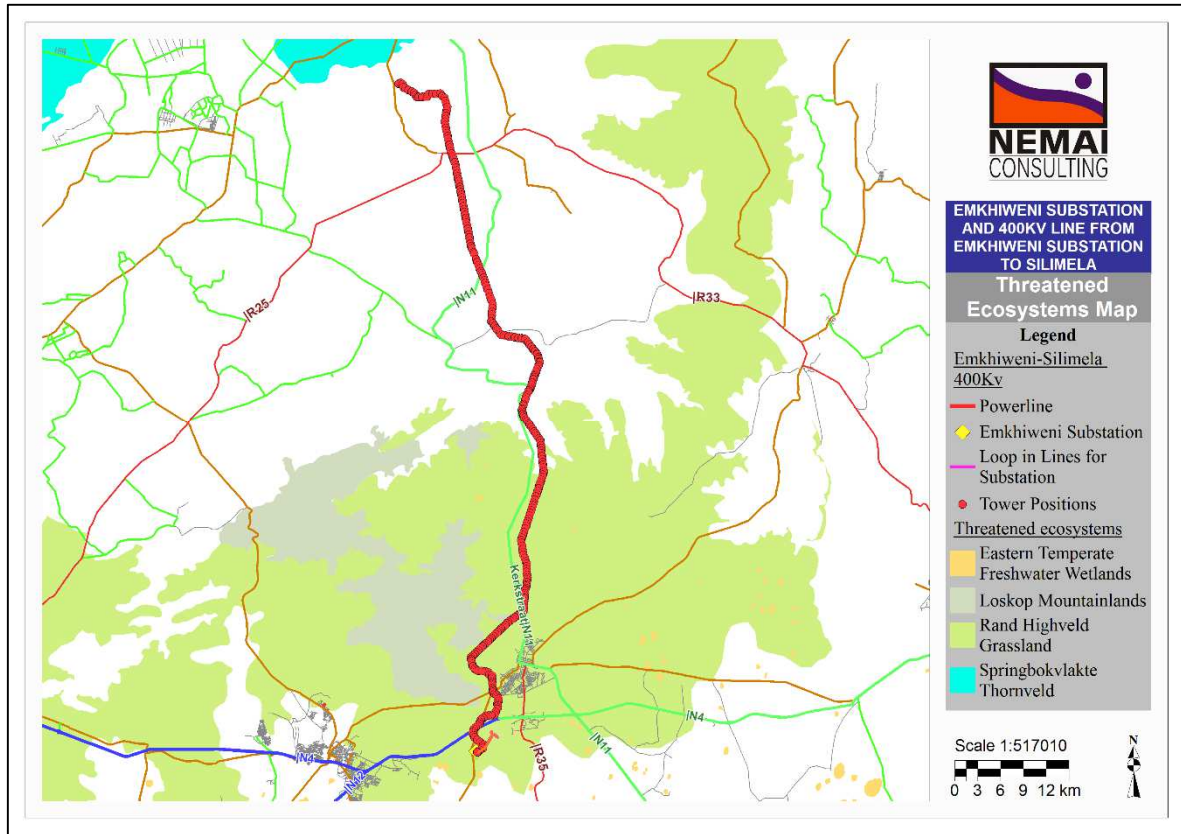 NEMAI
CONSULTING
EMKHIWENI SUBSTATION
AND 400KV LINE FROM
EMKHIWENI SUBSTATION
TO SILIMELA
Threatened
Ecosystems Map
Legend
Emkhiweni-Silimela
400Kv
Powerline
Emkhiweni Substation
Loop in Lines for
Substation
Tower Positions
Threatened ecosystems
Eastern Temperate
Freshwater Wetlands
Loskop Mountainlands
Rand Highveld
Grassland
Springbokvlakte
Thornveld
Scale 1:517010
N
0 3 6 9 12 km
|N11
|R25
|R33
Kerkstraat|N11
|N4
|N4
|N12
|R35
|N11